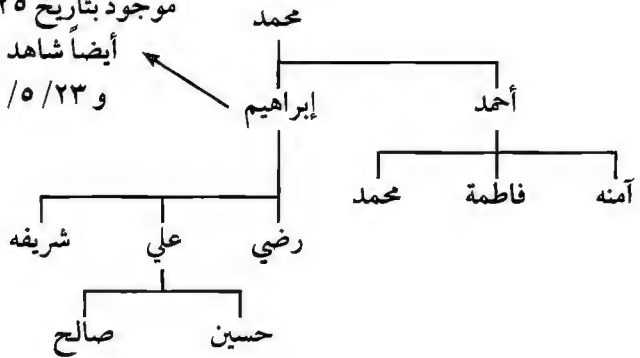 موجود بتاريخ ٢٥
أيضاً شاهد
و ٢٣/ ٥/
محمد
أحمد إبراهيم
آمنه فاطمة محمد
رضي علي شريفه
حسين صالح